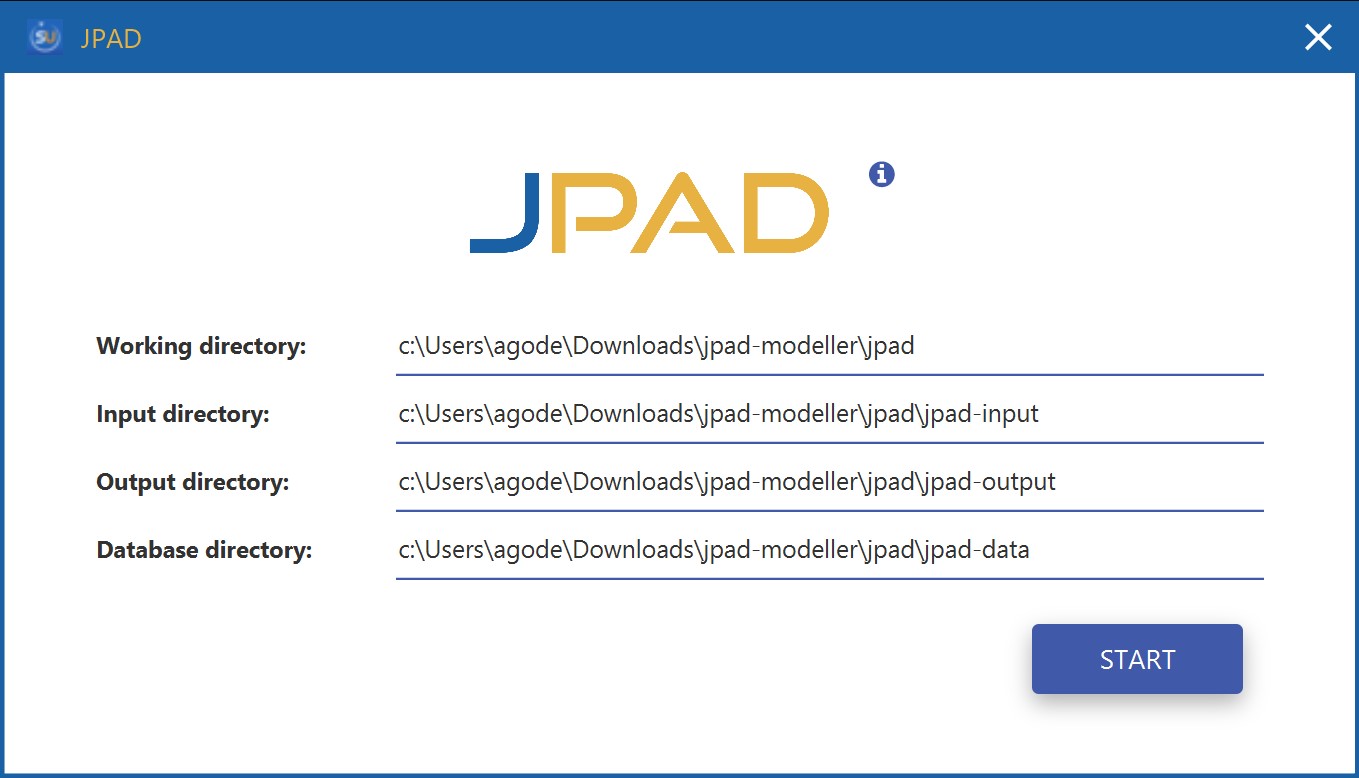 JPAD
JPAD
Working directory: c:\Users\agode\Downloads\jpad-modeller\jpad
Input directory: c:\Users\agode\Downloads\jpad-modeller\jpad\jpad-input
Output directory: c:\Users\agode\Downloads\jpad-modeller\jpad\jpad-output
Database directory: c:\Users\agode\Downloads\jpad-modeller\jpad\jpad-data
START